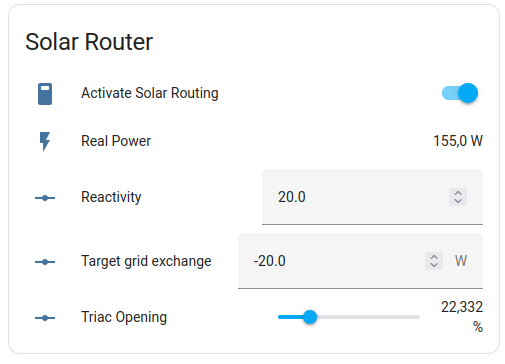 Solar Router
Activate Solar Routing
Real Power 155,0 W
Reactivity 20.0
Target grid exchange -20.0 W
Triac Opening 22,332
%